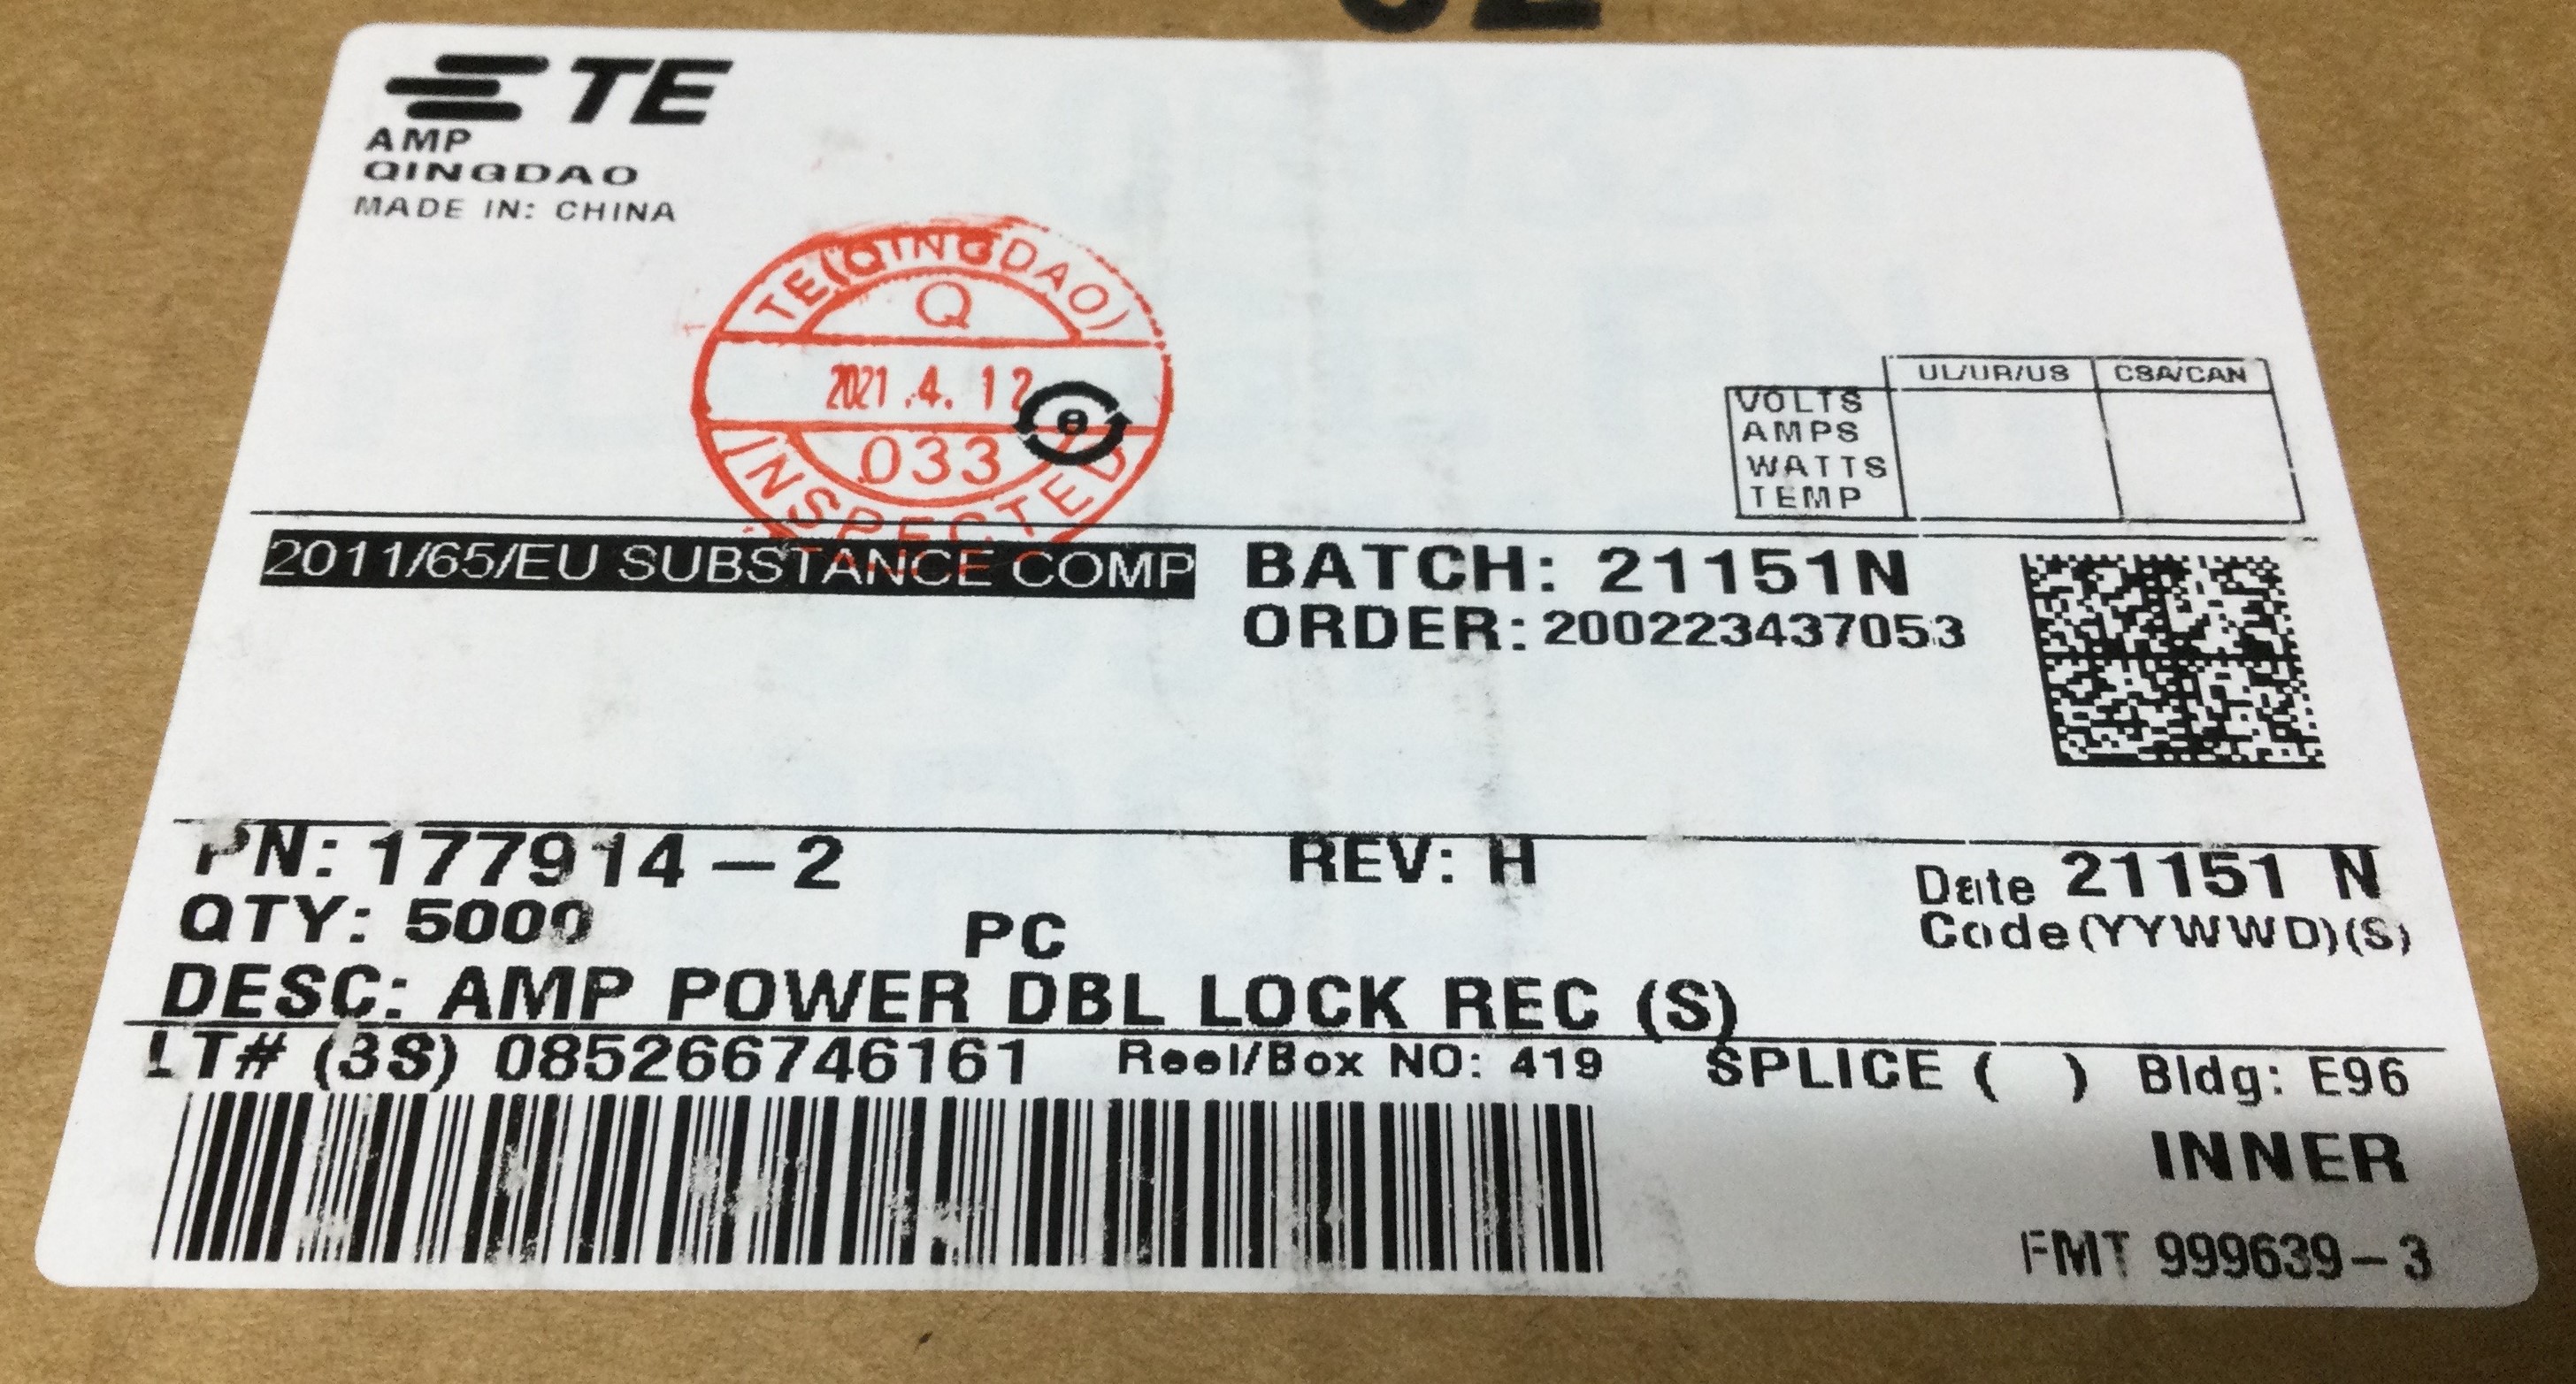 TE
AMP
QINGDAO
MADE IN: CHINA
TE(QINGDAO)
Q
2021.4.12
e
033
INSPECTED
UL/UR/US CSA/CAN
VOLTS
AMPS
WATTS
TEMP
2011/65/EU SUBSTANCE COMP
BATCH: 21151N
ORDER: 200223437053
PN: 177914-2 REV: H Date 21151 N
QTY: 5000 PC Code(YYWWD)(S)
DESC: AMP POWER DBL LOCK REC (S)
LT# (3S) 085266746161 Reel/Box NO: 419 SPLICE ( ) Bldg: E96
INNER
FMT 999639-3